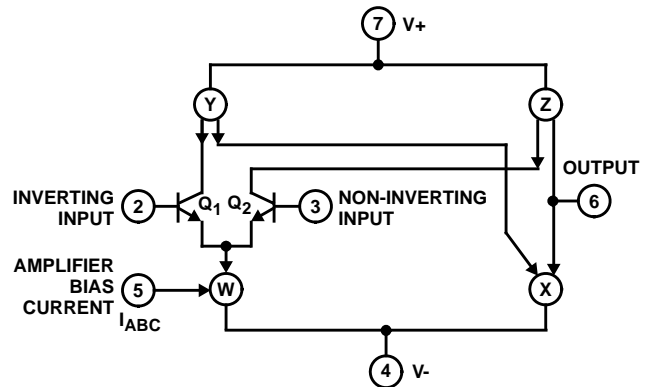 7 V+
Y
Z
OUTPUT
6
INVERTING
INPUT
2
Q1
Q2
3
NON-INVERTING
INPUT
AMPLIFIER
BIAS
CURRENT
5
IABC
W
X
4 V-